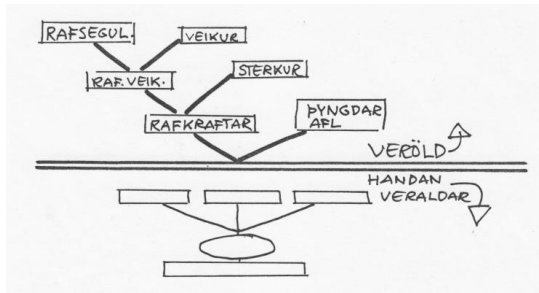 RAFSEGUL.
VEIKUR
RAF.VEIK.
STERKUR
RAFKRAFTAR
ÞYNGDAR
AFL
VERÖLD
HANDAN
VERALDAR